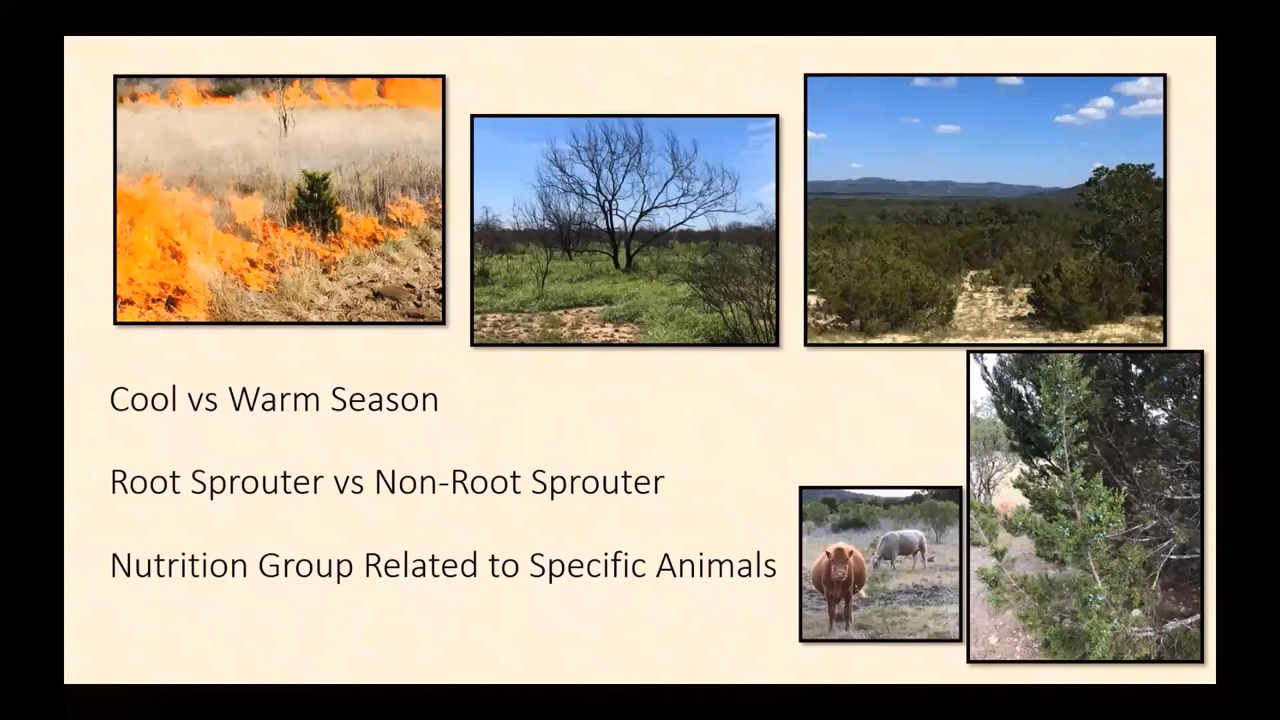 Cool vs Warm Season
Root Sprouter vs Non-Root Sprouter
Nutrition Group Related to Specific Animals